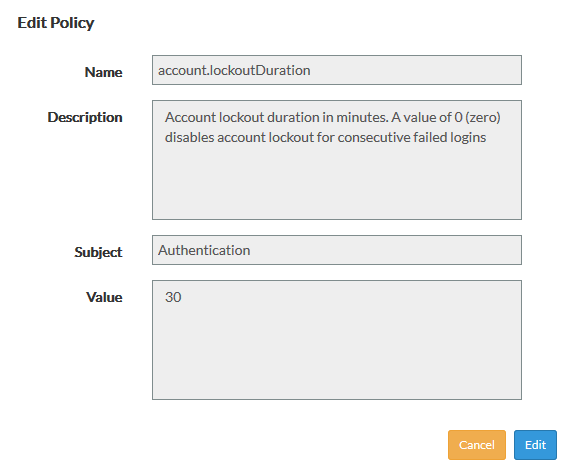 Edit Policy
Name
account.lockoutDuration
Description
Account lockout duration in minutes. A value of 0 (zero)
disables account lockout for consecutive failed logins
Subject
Authentication
Value
30
Cancel
Edit